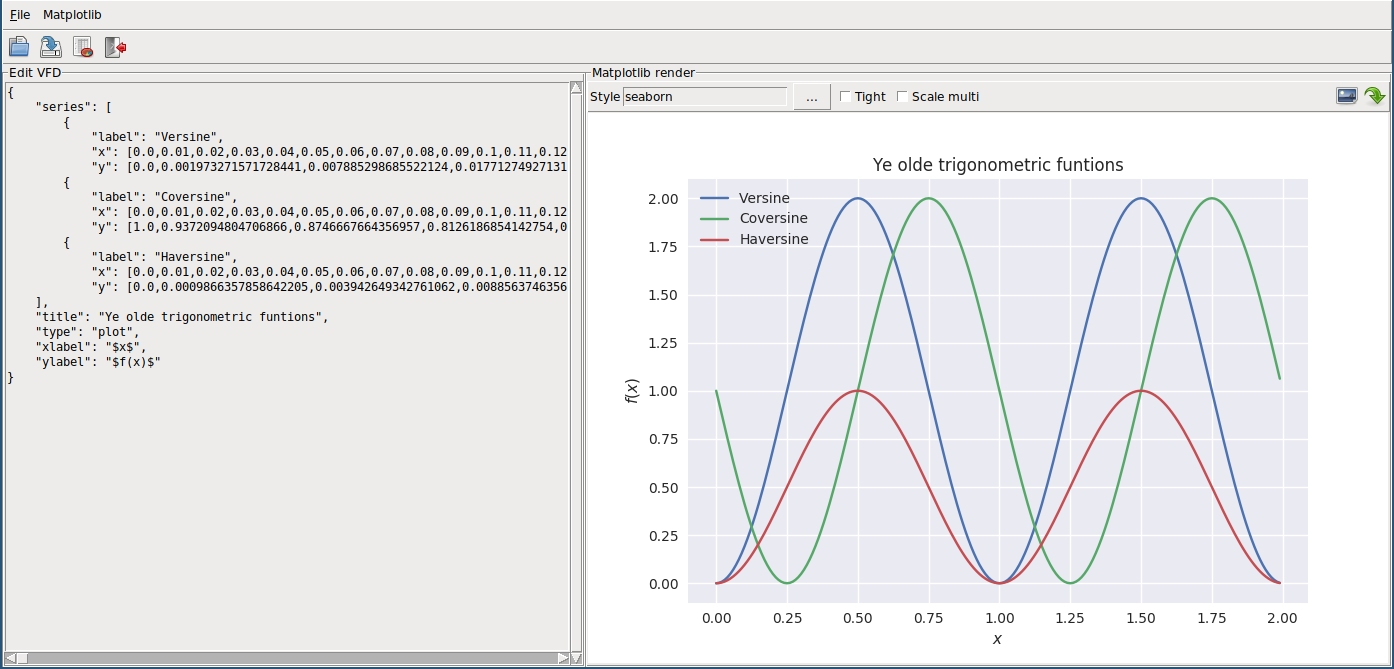 File Matplotlib
Edit VFD
{
    "series": [
        {
            "label": "Versine",
            "x": [0.0,0.01,0.02,0.03,0.04,0.05,0.06,0.07,0.08,0.09,0.1,0.11,0.12
            "y": [0.0,0.001973271571728441,0.007885298685522124,0.01771274927131
        {
            "label": "Coversine",
            "x": [0.0,0.01,0.02,0.03,0.04,0.05,0.06,0.07,0.08,0.09,0.1,0.11,0.12
            "y": [1.0,0.9372094804706866,0.8746667664356957,0.8126186854142754,0
        {
            "label": "Haversine",
            "x": [0.0,0.01,0.02,0.03,0.04,0.05,0.06,0.07,0.08,0.09,0.1,0.11,0.12
            "y": [0.0,0.0009866357858642205,0.003942649342761062,0.0088563746356
    ],
    "title": "Ye olde trigonometric funtions",
    "type": "plot",
    "xlabel": "$x$",
    "ylabel": "$f(x)$"
}
Matplotlib render
Style seaborn ... Tight Scale multi
Ye olde trigonometric funtions
Versine
Coversine
Haversine
f(x)
2.00
1.75
1.50
1.25
1.00
0.75
0.50
0.25
0.00
0.00 0.25 0.50 0.75 1.00 1.25 1.50 1.75 2.00
x